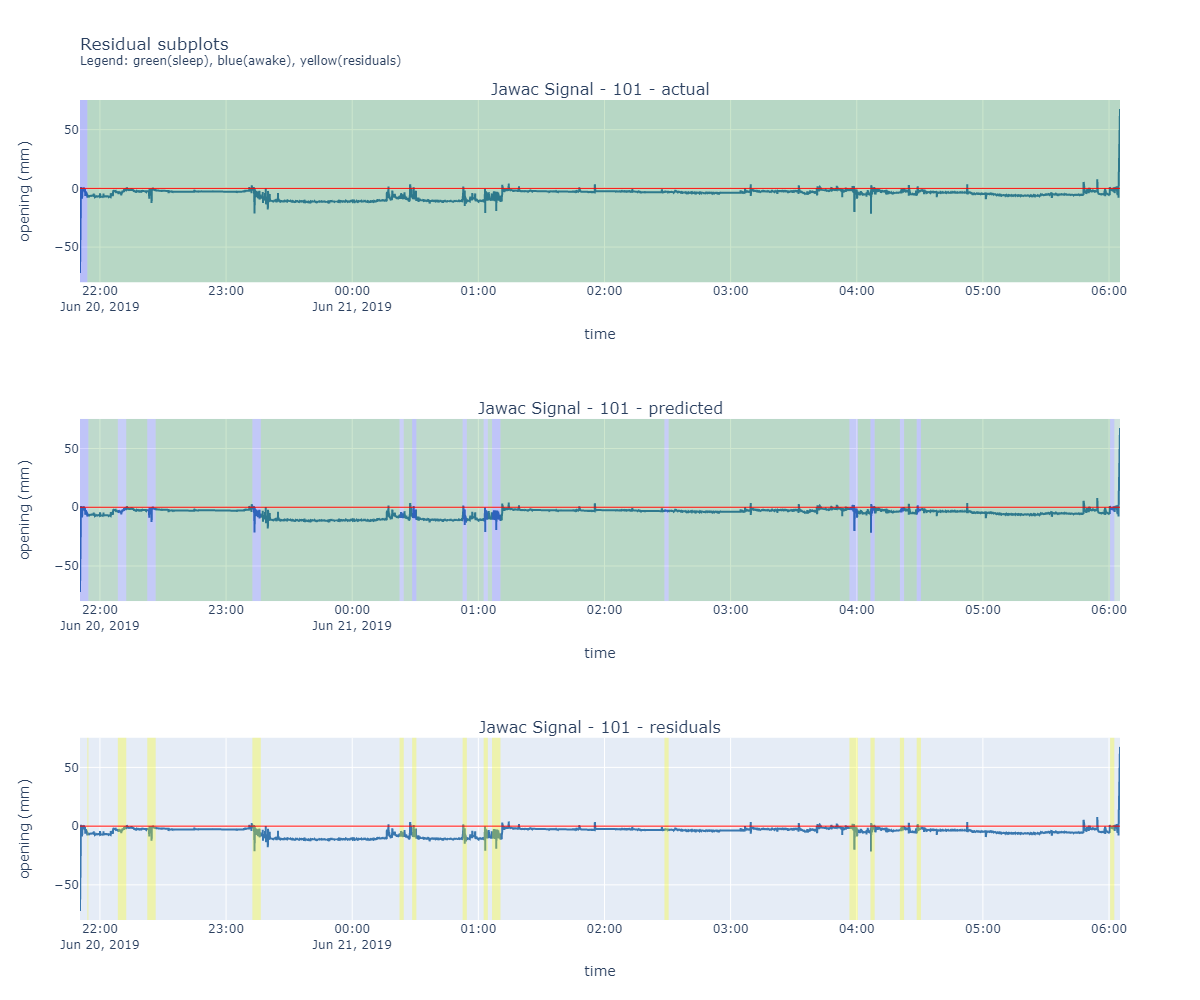 Residual subplots
Legend: green(sleep), blue(awake), yellow(residuals)
Jawac Signal - 101 - actual
50
0
−50
opening (mm)
22:00 23:00 00:00 01:00 02:00 03:00 04:00 05:00 06:00
Jun 20, 2019 Jun 21, 2019
time
Jawac Signal - 101 - predicted
50
0
−50
opening (mm)
22:00 23:00 00:00 01:00 02:00 03:00 04:00 05:00 06:00
Jun 20, 2019 Jun 21, 2019
time
Jawac Signal - 101 - residuals
50
0
−50
opening (mm)
22:00 23:00 00:00 01:00 02:00 03:00 04:00 05:00 06:00
Jun 20, 2019 Jun 21, 2019
time